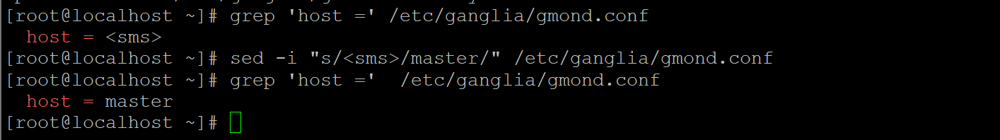 [root@localhost ~]# grep 'host =' /etc/ganglia/gmond.conf
  host = <sms>
[root@localhost ~]# sed -i "s/<sms>/master/" /etc/ganglia/gmond.conf
[root@localhost ~]# grep 'host ='  /etc/ganglia/gmond.conf
  host = master
[root@localhost ~]#